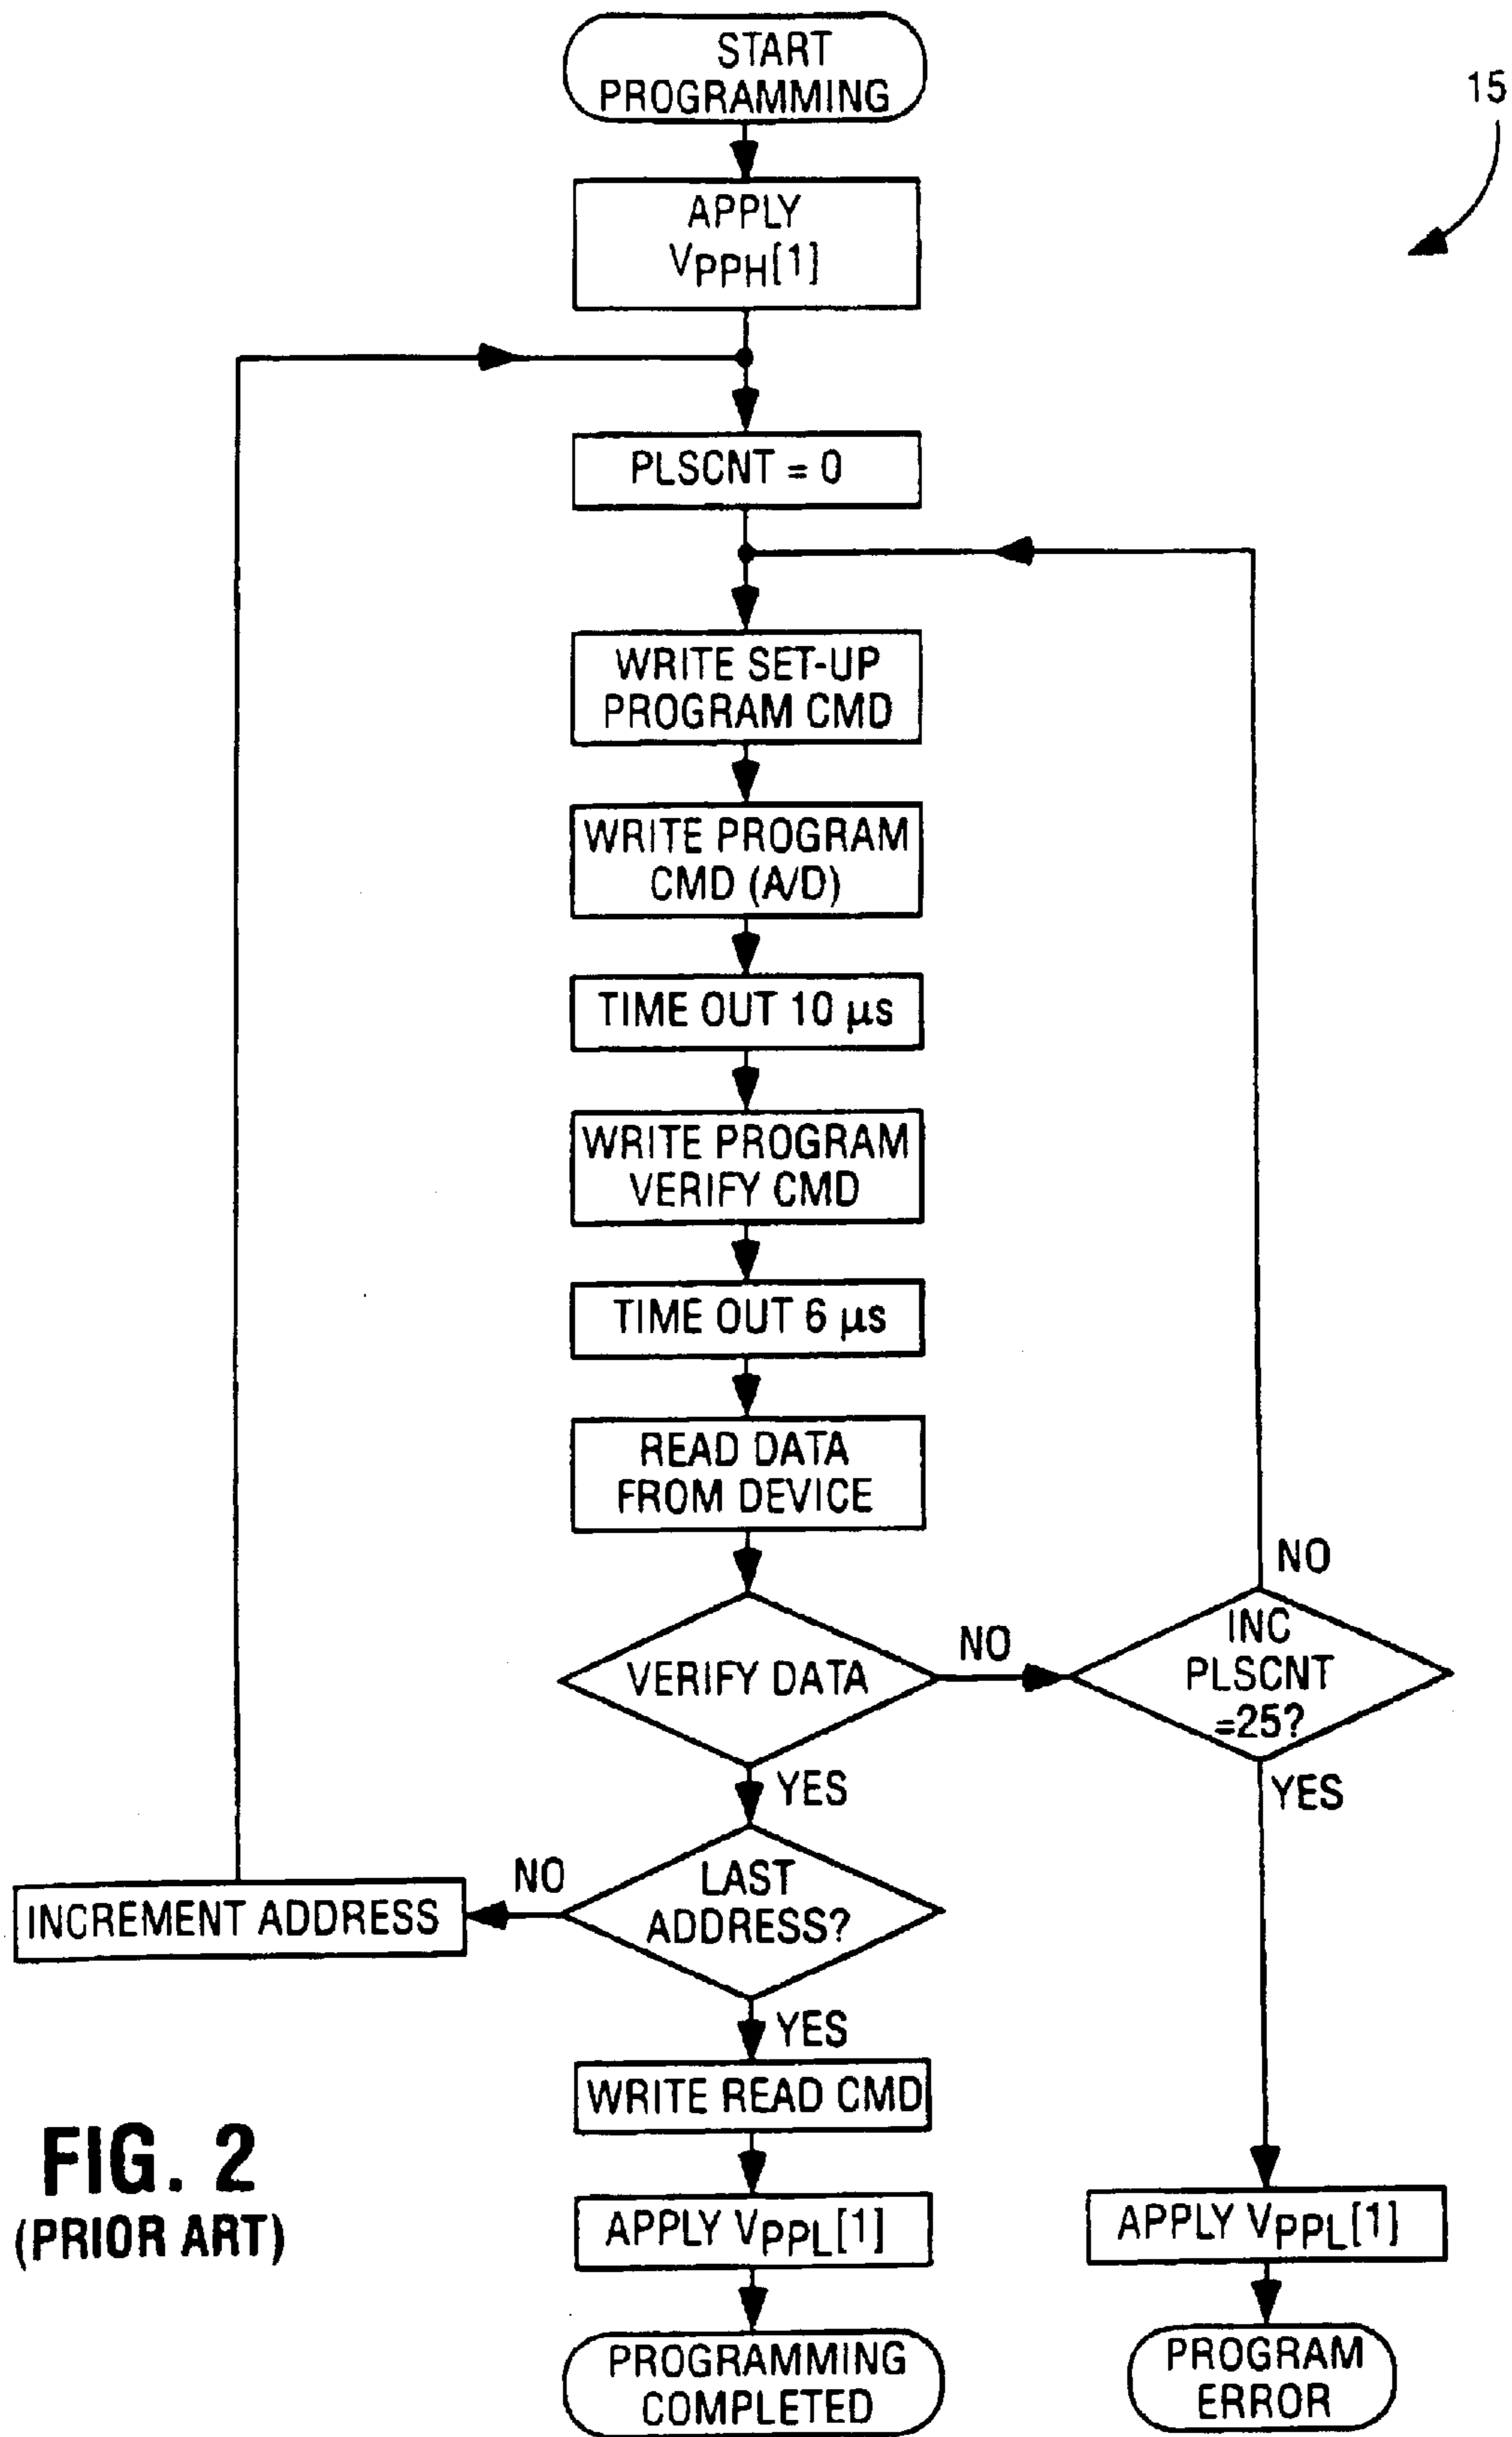 START
PROGRAMMING
15
APPLY
VPPH[1]
PLSCNT = 0
WRITE SET-UP
PROGRAM CMD
WRITE PROGRAM
CMD (A/D)
TIME OUT 10 µs
WRITE PROGRAM
VERIFY CMD
TIME OUT 6 µs
READ DATA
FROM DEVICE
NO
VERIFY DATA
NO
INC
PLSCNT
=25?
YES
YES
NO
LAST
ADDRESS?
INCREMENT ADDRESS
YES
WRITE READ CMD
APPLY VPPL[1]
APPLY VPPL[1]
PROGRAMMING
COMPLETED
PROGRAM
ERROR
FIG. 2
(PRIOR ART)